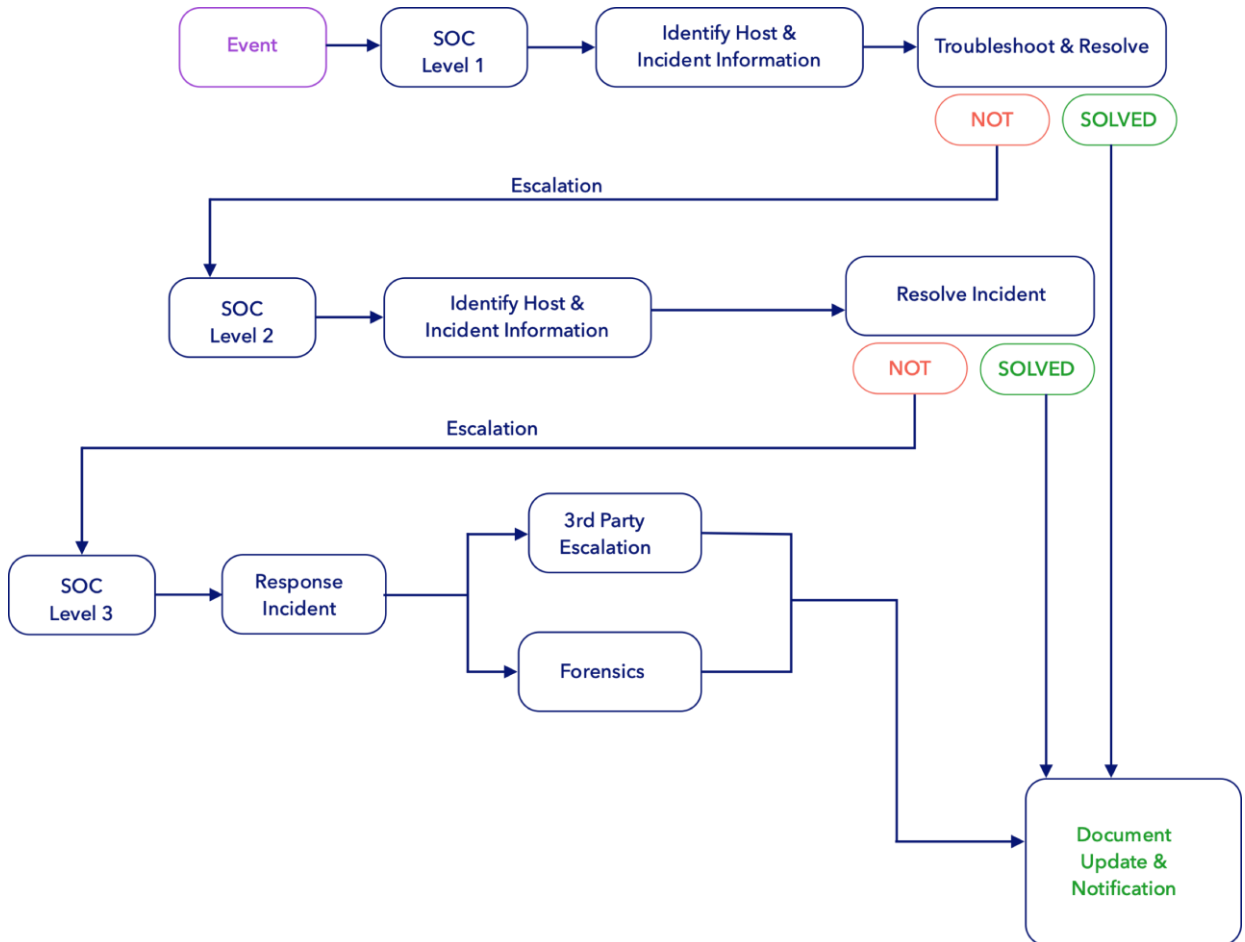 Event
SOC
Level 1
Identify Host &
Incident Information
Troubleshoot & Resolve
NOT
SOLVED
Escalation
SOC
Level 2
Identify Host &
Incident Information
Resolve Incident
NOT
SOLVED
Escalation
SOC
Level 3
Response
Incident
3rd Party
Escalation
Forensics
Document
Update &
Notification